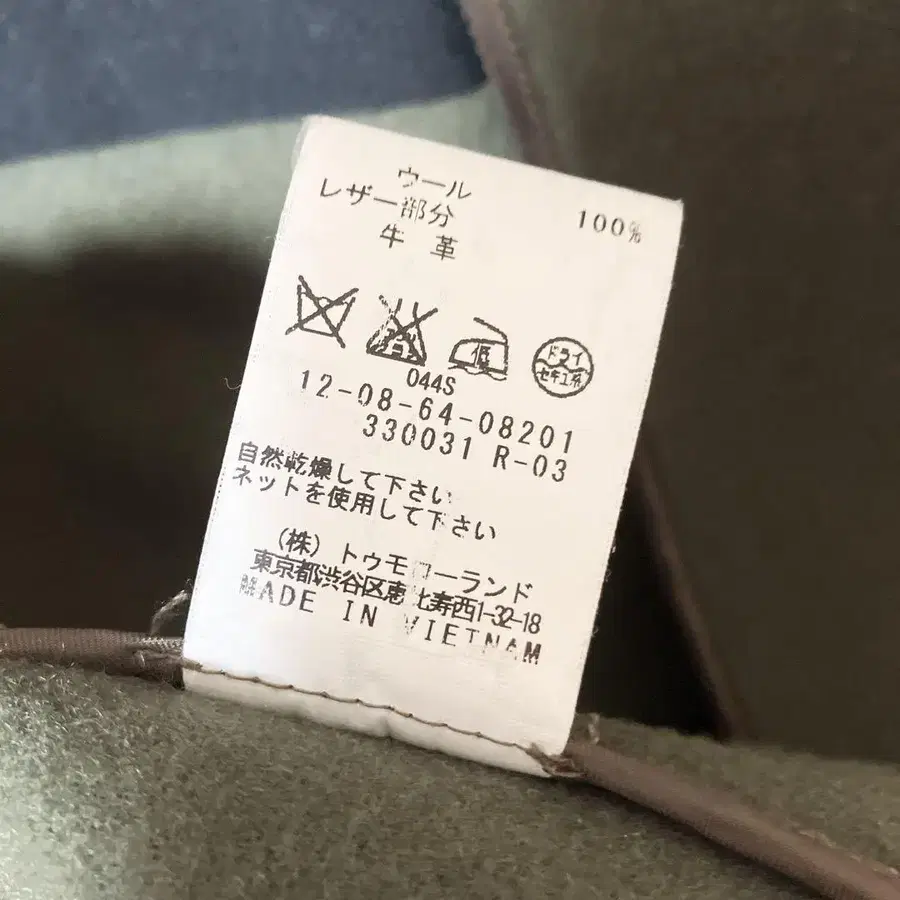 ウール 100%
レザー部分
牛 革
低 ドライ
セキユ系
044S
12-08-64-08201
330031 R-03
自然乾燥して下さい
ネットを使用して下さい
(株) トゥモローランド
東京都渋谷区恵比寿西1-32-18
MADE IN VIETNAM